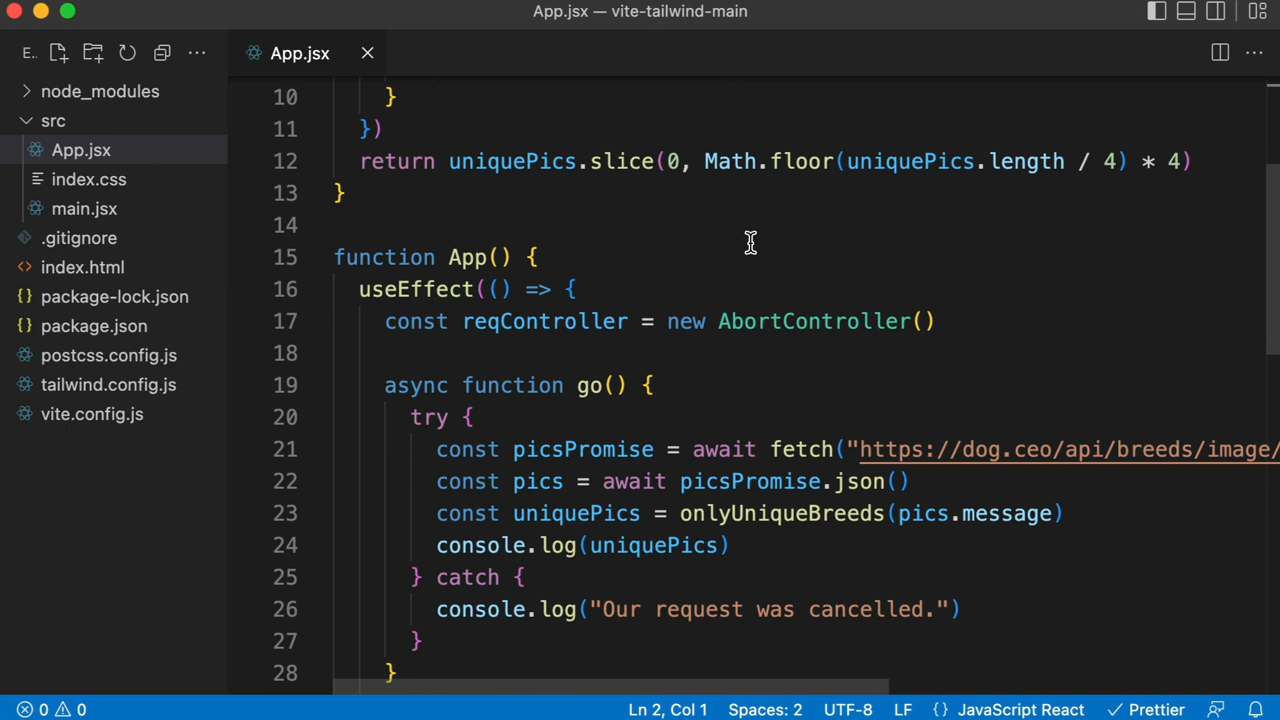 App.jsx — vite-tailwind-main
E..
App.jsx
node_modules
src
App.jsx
index.css
main.jsx
.gitignore
index.html
package-lock.json
package.json
postcss.config.js
tailwind.config.js
vite.config.js
10 }
11 })
12 return uniquePics.slice(0, Math.floor(uniquePics.length / 4) * 4)
13 }
14
15 function App() {
16 useEffect(() => {
17 const reqController = new AbortController()
18
19 async function go() {
20 try {
21 const picsPromise = await fetch("https://dog.ceo/api/breeds/image/
22 const pics = await picsPromise.json()
23 const uniquePics = onlyUniqueBreeds(pics.message)
24 console.log(uniquePics)
25 } catch {
26 console.log("Our request was cancelled.")
27 }
28 }
0 0 Ln 2, Col 1 Spaces: 2 UTF-8 LF {} JavaScript React Prettier